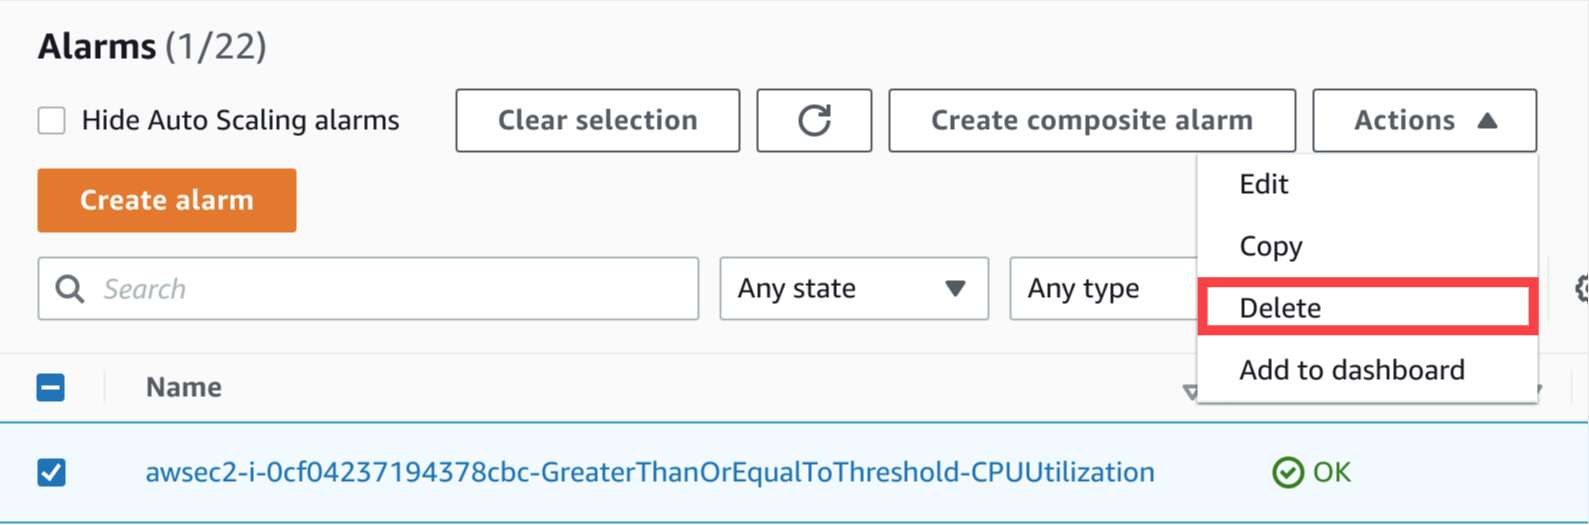 Alarms (1/22)
Hide Auto Scaling alarms
Clear selection
Create composite alarm
Actions
Create alarm
Edit
Copy
Delete
Add to dashboard
Search
Any state
Any type
Name
awsec2-i-0cf04237194378cbc-GreaterThanOrEqualToThreshold-CPUUtilization
OK